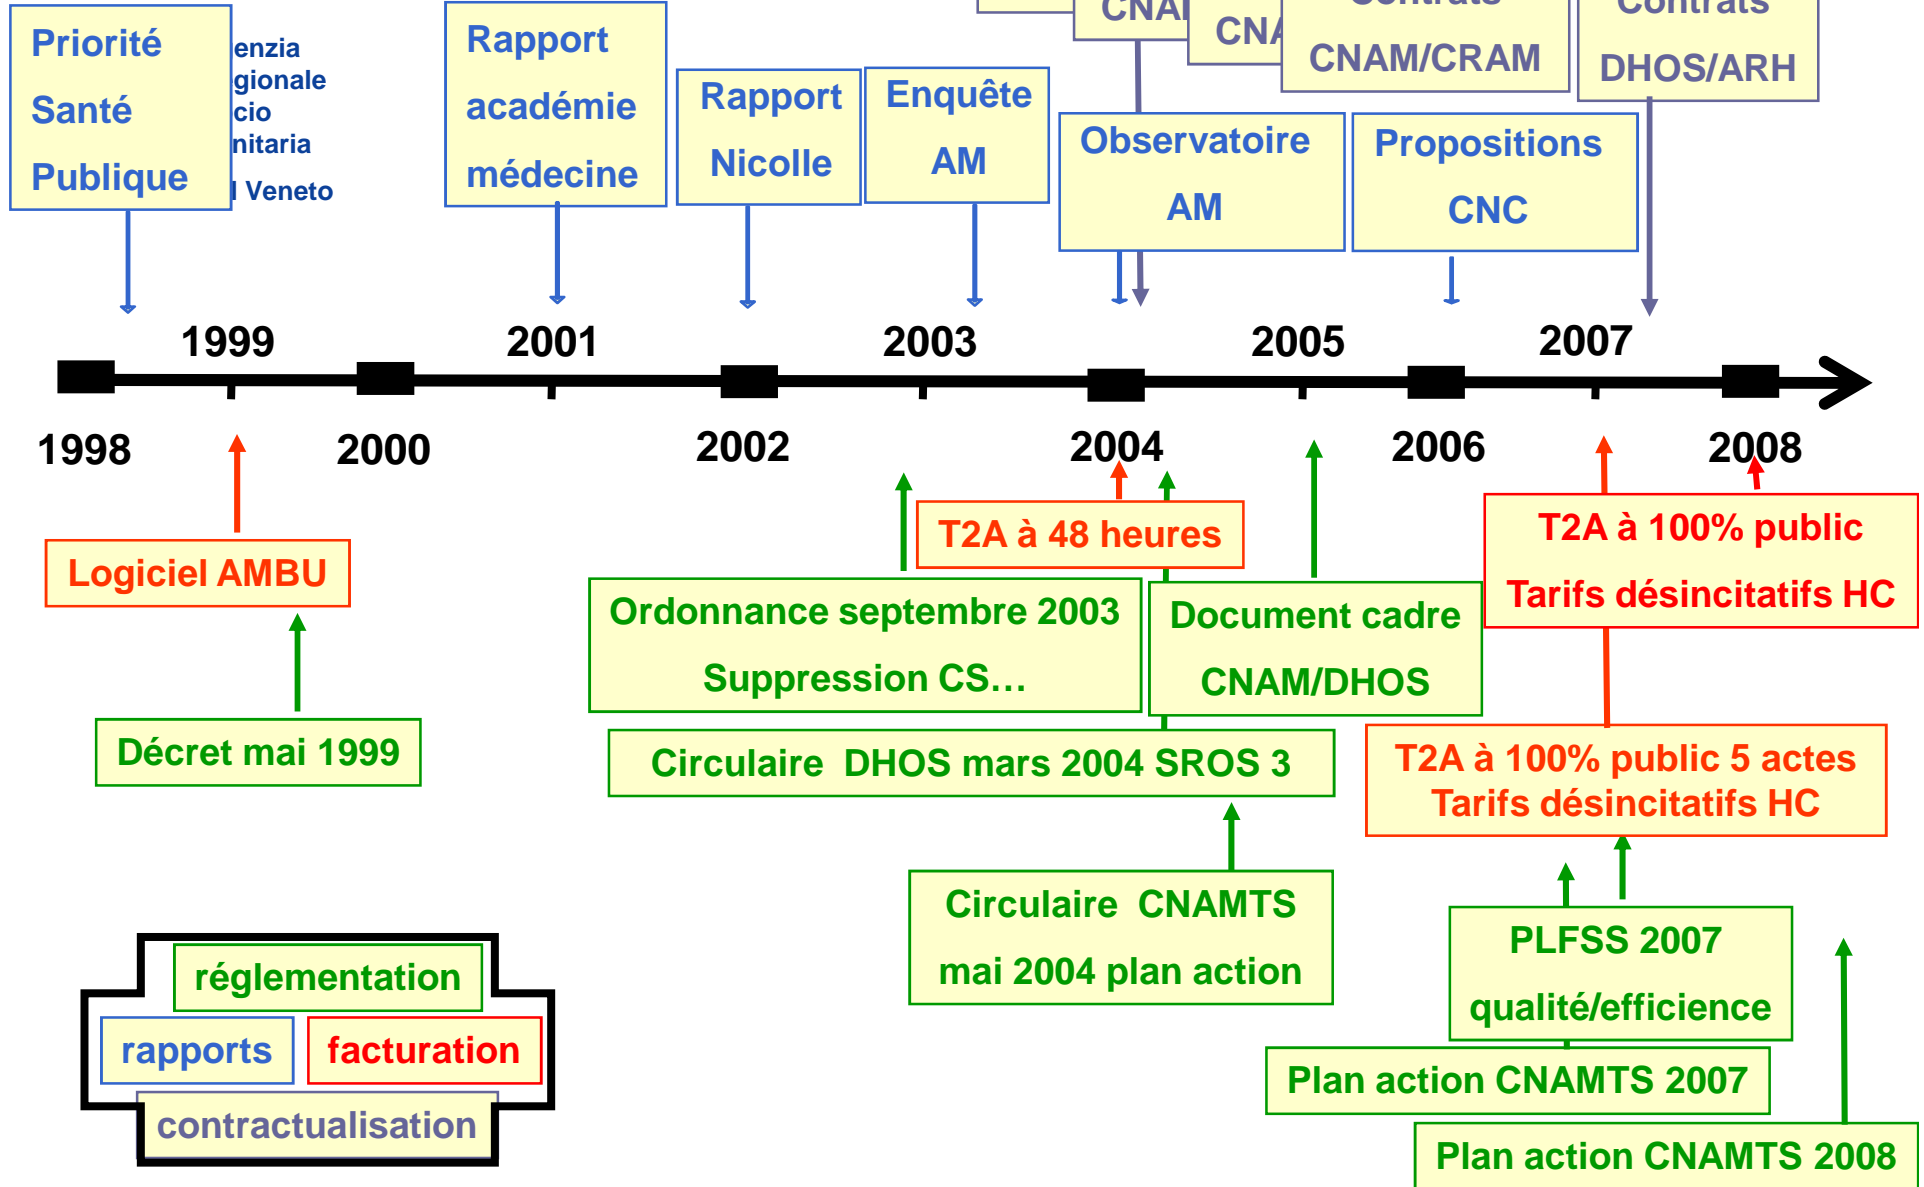 Priorité
Santé
Publique
enzia
gionale
cio
nitaria
Veneto
Rapport
académie
médecine
Rapport
Nicolle
Enquête
AM
Observatoire
AM
Contrats
CNAM/CRAM
Propositions
CNC
Contrats
DHOS/ARH
1999
2001
2003
2005
2007
1998
2000
2002
2004
2006
2008
Logiciel AMBU
Décret mai 1999
T2A à 48 heures
Ordonnance septembre 2003
Suppression CS…
Document cadre
CNAM/DHOS
Circulaire DHOS mars 2004 SROS 3
Circulaire CNAMTS
mai 2004 plan action
T2A à 100% public
Tarifs désincitatifs HC
T2A à 100% public 5 actes
Tarifs désincitatifs HC
PLFSS 2007
qualité/efficience
Plan action CNAMTS 2007
Plan action CNAMTS 2008
réglementation
rapports
facturation
contractualisation